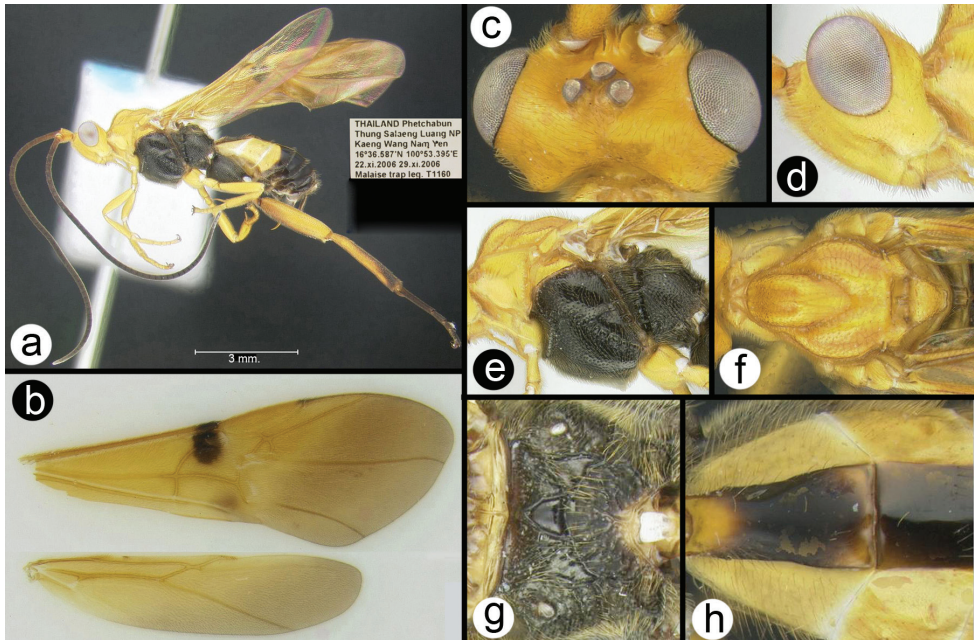 c
d
THAILAND Phetchabun
Thung Salaeng Luang NP
Kaeng Wang Nam Yen
16°36.587'N 100°53.395'E
22.xi.2006 29.xi.2006
Malaise trap leg. T1160
a
3 mm.
e
f
b
g
h